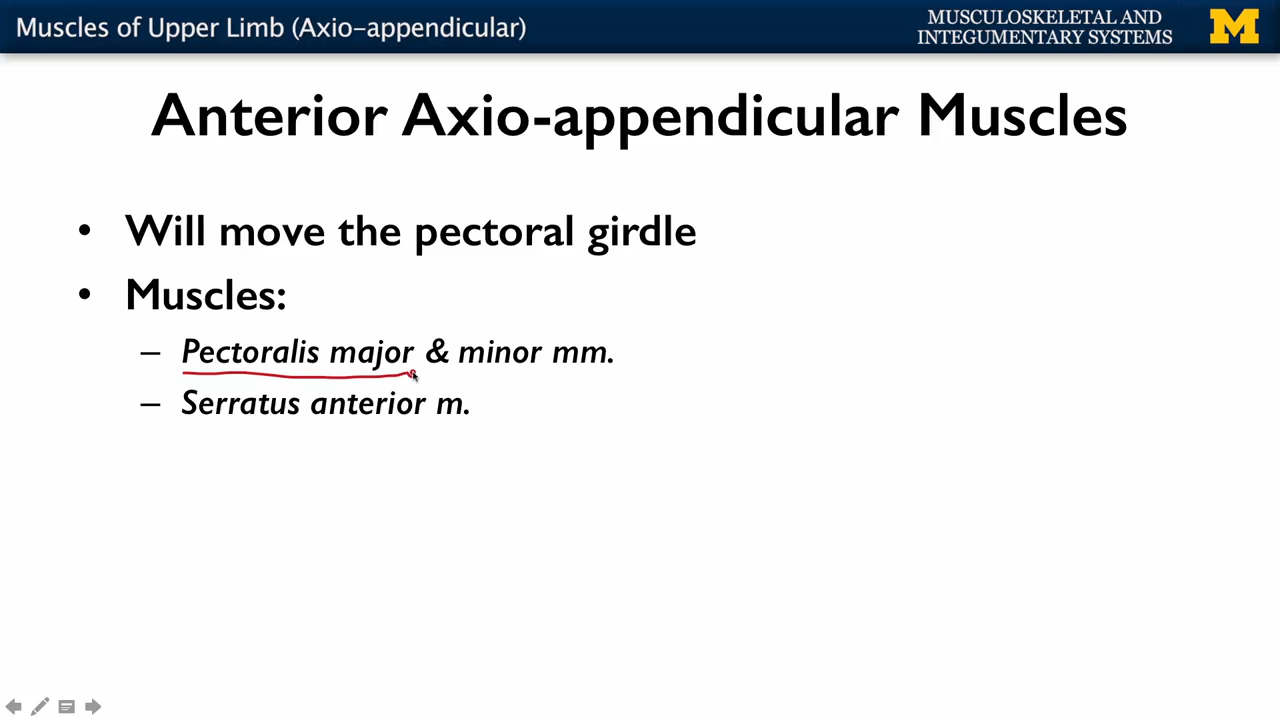 Muscles of Upper Limb (Axio-appendicular)
MUSCULOSKELETAL AND
INTEGUMENTARY SYSTEMS
M
Anterior Axio-appendicular Muscles
• Will move the pectoral girdle
• Muscles:
– Pectoralis major & minor mm.
– Serratus anterior m.